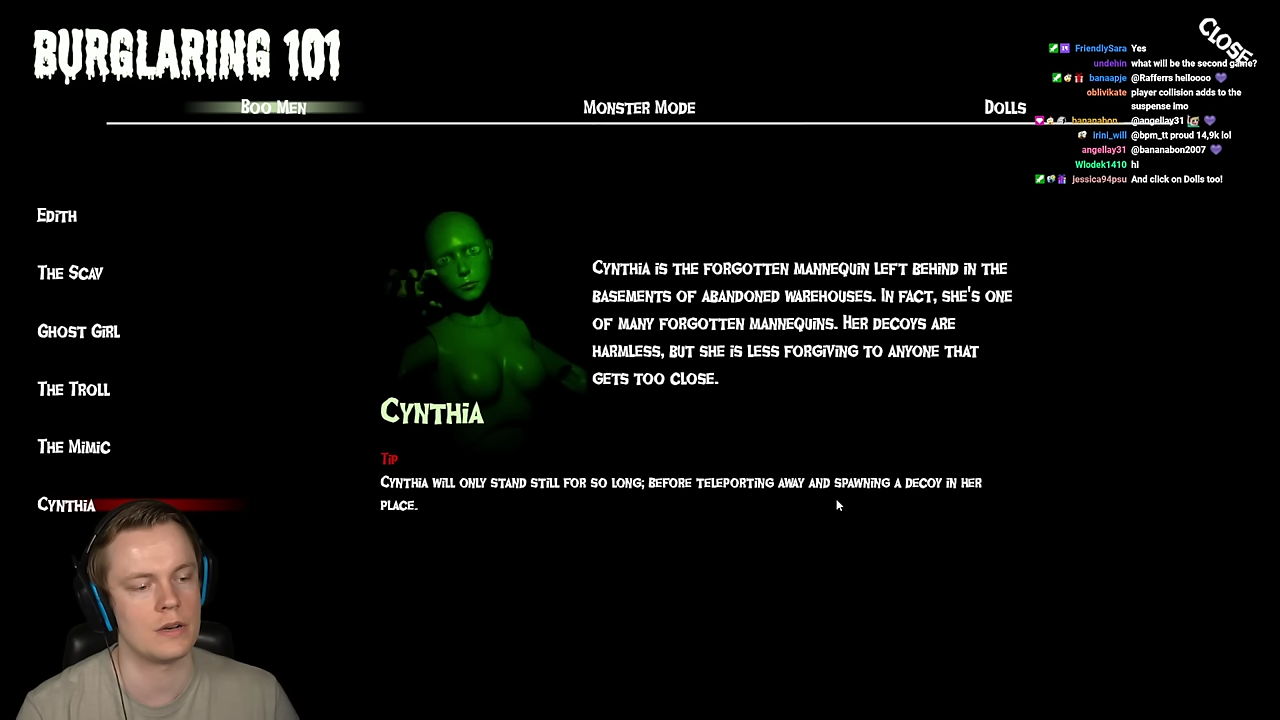 BURGLARING 101
CLOSE
BOO MEN
MONSTER MODE
DOLLS
FriendlySara Yes
undehin what will be the second game?
banaapje @Rafferrs helloooo
oblivikate player collision adds to the
suspense imo
bananabon @angellay31
irini_will @bpm_tt proud 14,9k lol
angellay31 @bananabon2007
Wlodek1410 hi
jessica94psu And click on Dolls too!
EDITH
THE SCAV
GHOST GIRL
THE TROLL
THE MIMIC
CYNTHIA
CYNTHIA IS THE FORGOTTEN MANNEQUIN LEFT BEHIND IN THE
BASEMENTS OF ABANDONED WAREHOUSES. IN FACT, SHE'S ONE
OF MANY FORGOTTEN MANNEQUINS. HER DECOYS ARE
HARMLESS, BUT SHE IS LESS FORGIVING TO ANYONE THAT
GETS TOO CLOSE.
CYNTHIA
TIP
CYNTHIA WILL ONLY STAND STILL FOR SO LONG; BEFORE TELEPORTING AWAY AND SPAWNING A DECOY IN HER
PLACE.